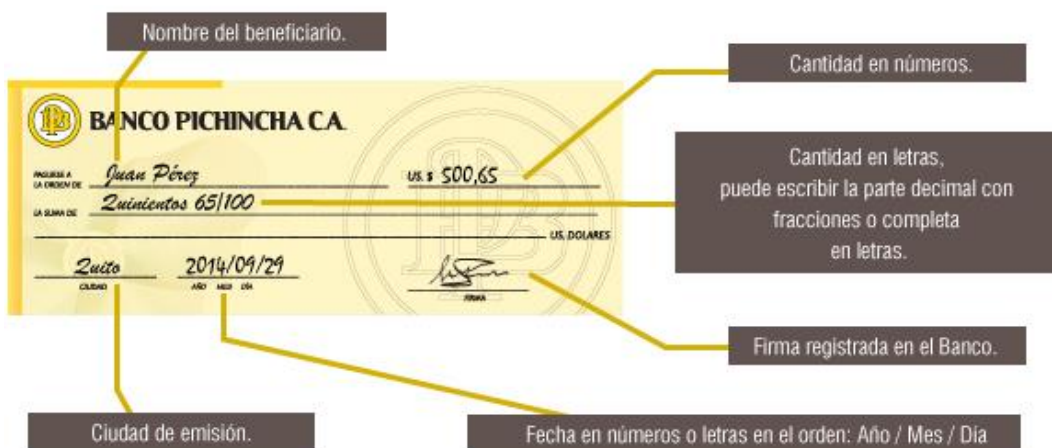 Nombre del beneficiario.
Cantidad en números.
BANCO PICHINCHA C.A.
PAGUESE A
LA ORDEN DE Juan Pérez US. $ 500,65
LA SUMA DE Quinientos 65/100
US. DOLARES
Cantidad en letras,
puede escribir la parte decimal con
fracciones o completa
en letras.
Quito 2014/09/29
CIUDAD AÑO MES DÍA FIRMA
Firma registrada en el Banco.
Ciudad de emisión.
Fecha en números o letras en el orden: Año / Mes / Día